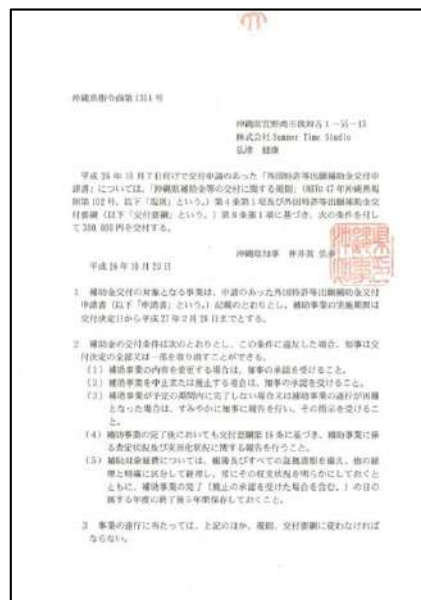 沖縄県指令商第1351号
沖縄県宜野湾市我如古1－55－13
株式会社Summer Time Studio
弘津 健康
平成26年10月7日付けで交付申請のあった「外国特許等出願補助金交付申
請書」については、「沖縄県補助金等の交付に関する規則」(昭和47年沖縄県規
則第102号。以下「規則」という。)第4条第1項及び外国特許等出願補助金交
付要綱(以下「交付要綱」という。)第8条第1項に基づき、次の条件を付し
て300,000円を交付する。
沖縄県知事 仲井眞 弘多
平成26年10月20日
1 補助金交付の対象となる事業は、申請のあった外国特許等出願補助金交付
申請書(以下「申請書」という。)記載のとおりとし、補助事業の実施期間は
交付決定日から平成27年2月28日までとする。
2 補助金の交付条件は次のとおりとし、この条件に違反した場合、知事は交
付決定の全部又は一部を取り消すことができる。
(1)補助事業の内容を変更する場合は、知事の承認を受けること。
(2)補助事業を中止または廃止する場合は、知事の承認を受けること。
(3)補助事業が予定の期間内に完了しない場合又は補助事業の遂行が困難
となった場合は、すみやかに知事に報告を行い、その指示を受けるこ
と。
(4)補助事業の完了後においても交付要綱第16条に基づき、補助事業に係
る査定状況及び実用化状況に関する報告を行うこと。
(5)補助対象経費については、帳簿及びすべての証拠書類を備え、他の経
理と明確に区分して経理し、常にその収支状況を明らかにしておくと
ともに、補助事業の完了(廃止の承認を受けた場合を含む。)の日の
属する年度の終了後5年間保存しておくこと。
3 事業の遂行に当たっては、上記のほか、規則、交付要綱に従わなければ
ならない。